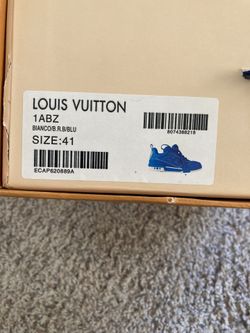 LOUIS VUITTON
1ABZ
BIANCO/B.R.B/BLU
8074368218
SIZE:41
ECAP620889A